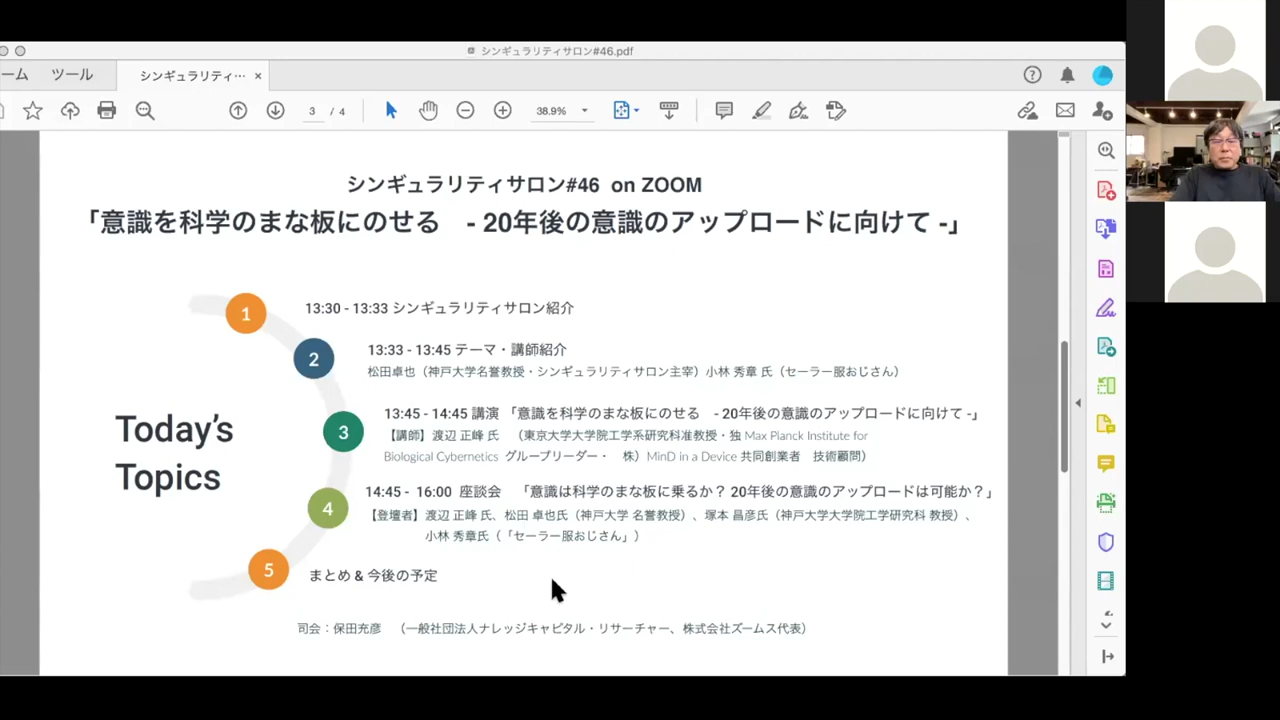 シンギュラリティサロン#46.pdf
ーム ツール シンギュラリティ… ×
3 / 4 38.9%
シンギュラリティサロン#46 on ZOOM
「意識を科学のまな板にのせる - 20年後の意識のアップロードに向けて -」
Today's
Topics
1 13:30 - 13:33 シンギュラリティサロン紹介
2 13:33 - 13:45 テーマ・講師紹介
松田卓也（神戸大学名誉教授・シンギュラリティサロン主宰）小林 秀章 氏（セーラー服おじさん）
3 13:45 - 14:45 講演 「意識を科学のまな板にのせる - 20年後の意識のアップロードに向けて -」
【講師】渡辺 正峰 氏 （東京大学大学院工学系研究科准教授・独 Max Planck Institute for
Biological Cybernetics グループリーダー・ 株）MinD in a Device 共同創業者 技術顧問）
4 14:45 - 16:00 座談会 「意識は科学のまな板に乗るか？ 20年後の意識のアップロードは可能か？」
【登壇者】渡辺 正峰 氏、松田 卓也氏（神戸大学 名誉教授）、塚本 昌彦氏（神戸大学大学院工学研究科 教授）、
小林 秀章氏（「セーラー服おじさん」）
5 まとめ & 今後の予定
司会：保田充彦 （一般社団法人ナレッジキャピタル・リサーチャー、株式会社ズームス代表）